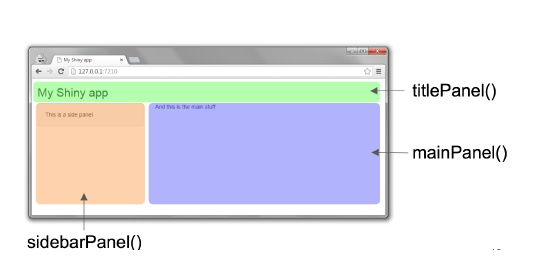 My Shiny app
127.0.0.1:7210
My Shiny app
titlePanel()
And this is the main stuff
This is a side panel
mainPanel()
sidebarPanel()